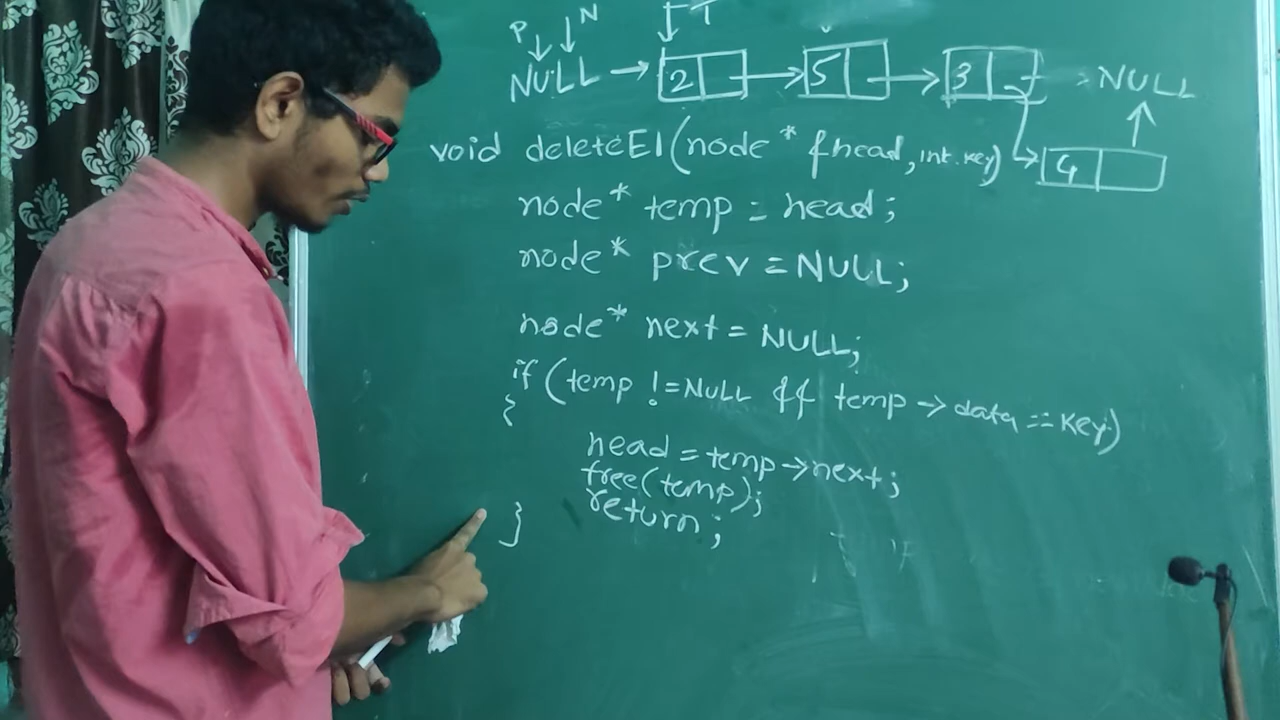 P N T
NULL → 2 → 5 → 3 → NULL
void deleteEl(node * &head, int key)
4
node* temp = head;
node* prev = NULL;
node* next = NULL;
if (temp != NULL && temp → data == key)
{
head = temp → next;
free(temp);
return;
}